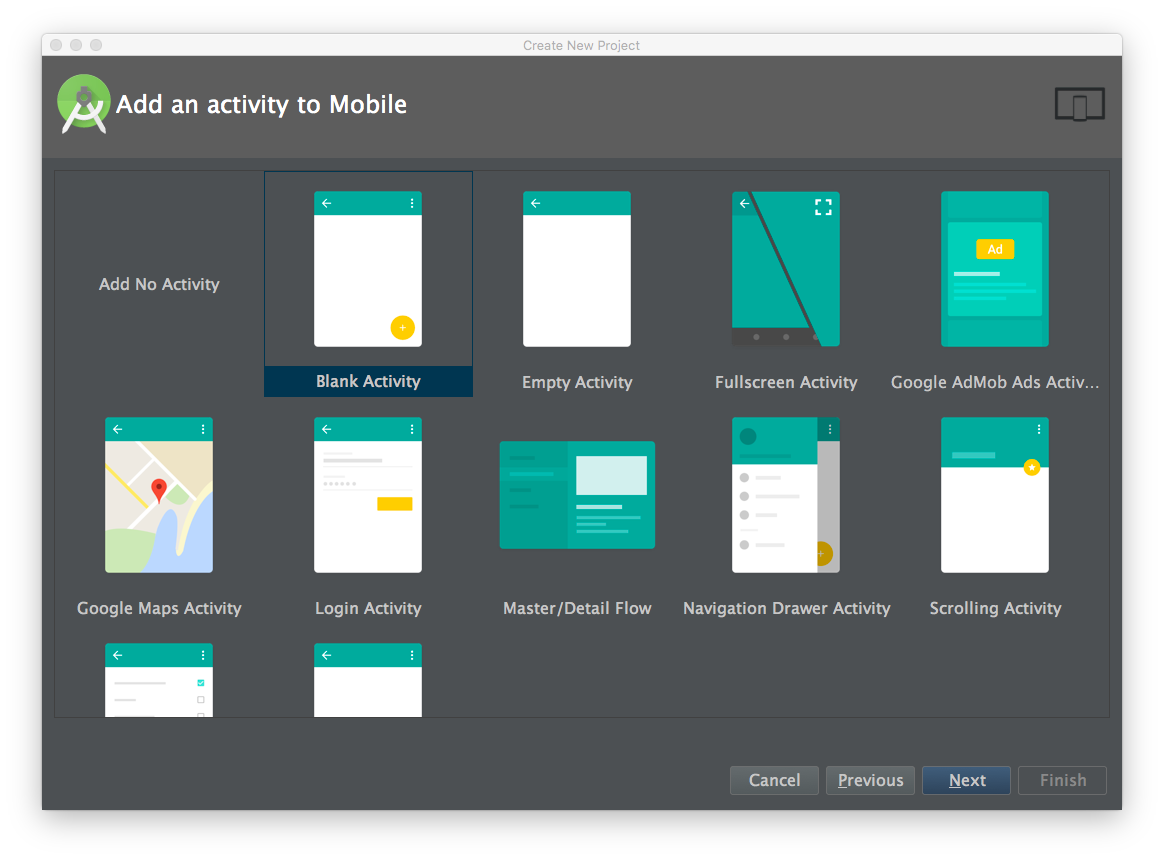 Create New Project
Add an activity to Mobile
Add No Activity
Ad
Blank Activity
Empty Activity
Fullscreen Activity
Google AdMob Ads Activ...
Google Maps Activity
Login Activity
Master/Detail Flow
Navigation Drawer Activity
Scrolling Activity
Cancel
Previous
Next
Finish